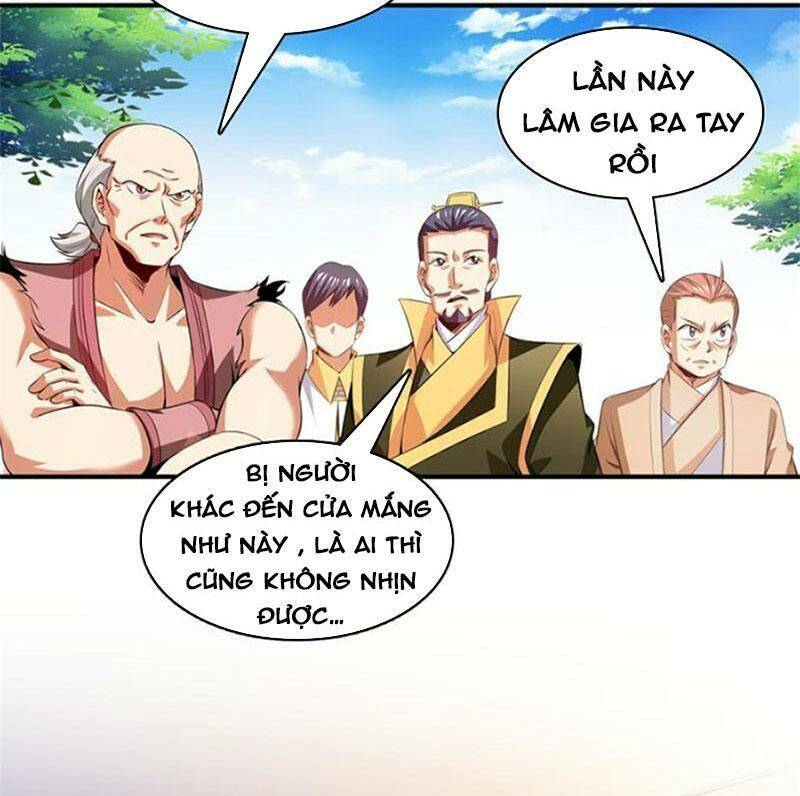 LẦN NÀY
LÂM GIA RA TAY
RỒI
BỊ NGƯỜI
KHÁC ĐẾN CỬA MẮNG
NHƯ NÀY , LÀ AI THÌ
CŨNG KHÔNG NHỊN
ĐƯỢC...